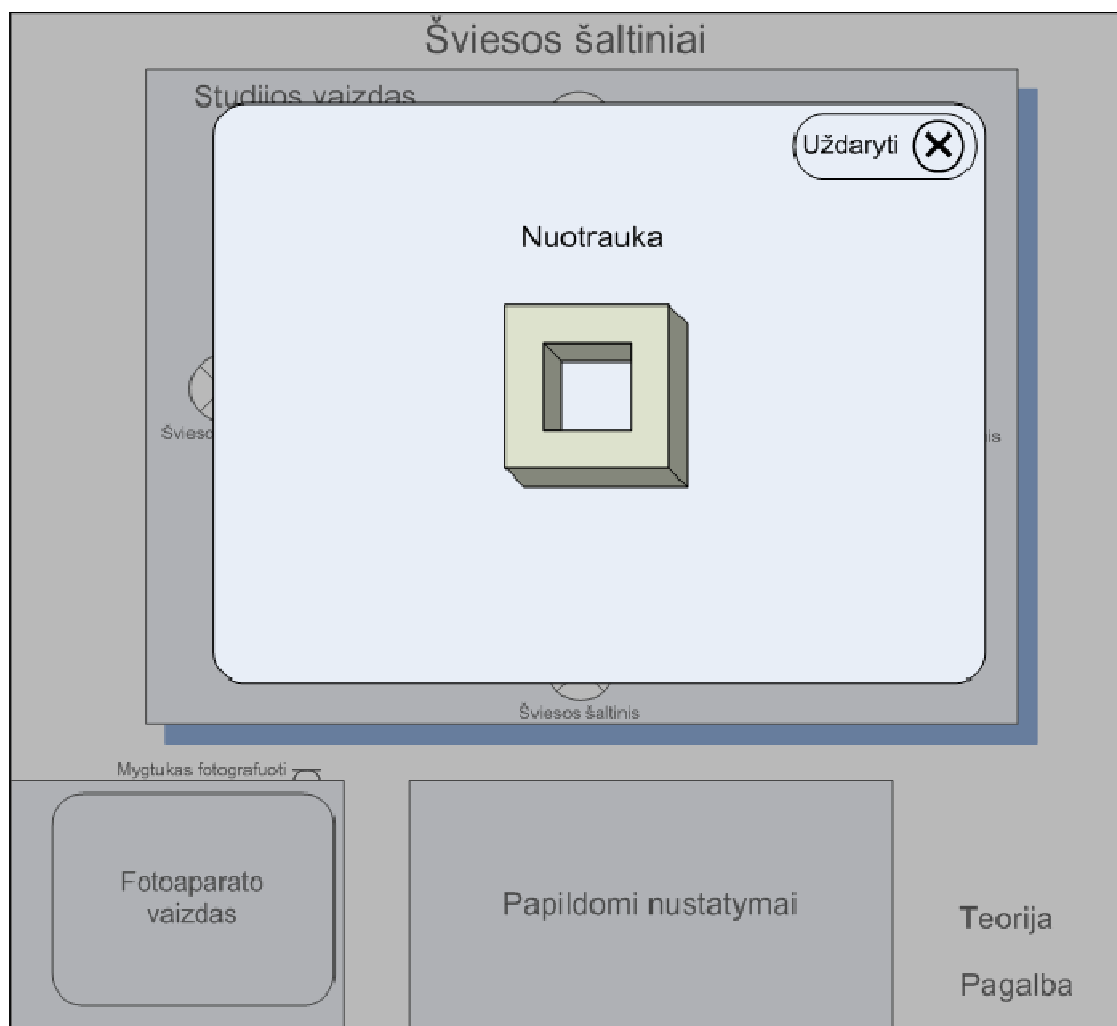 Šviesos šaltiniai
Studijos vaizdas
Uždaryti
Nuotrauka
Šviesos šaltinis
Mygtukas fotografuoti
Fotoaparato
vaizdas
Papildomi nustatymai
Teorija
Pagalba